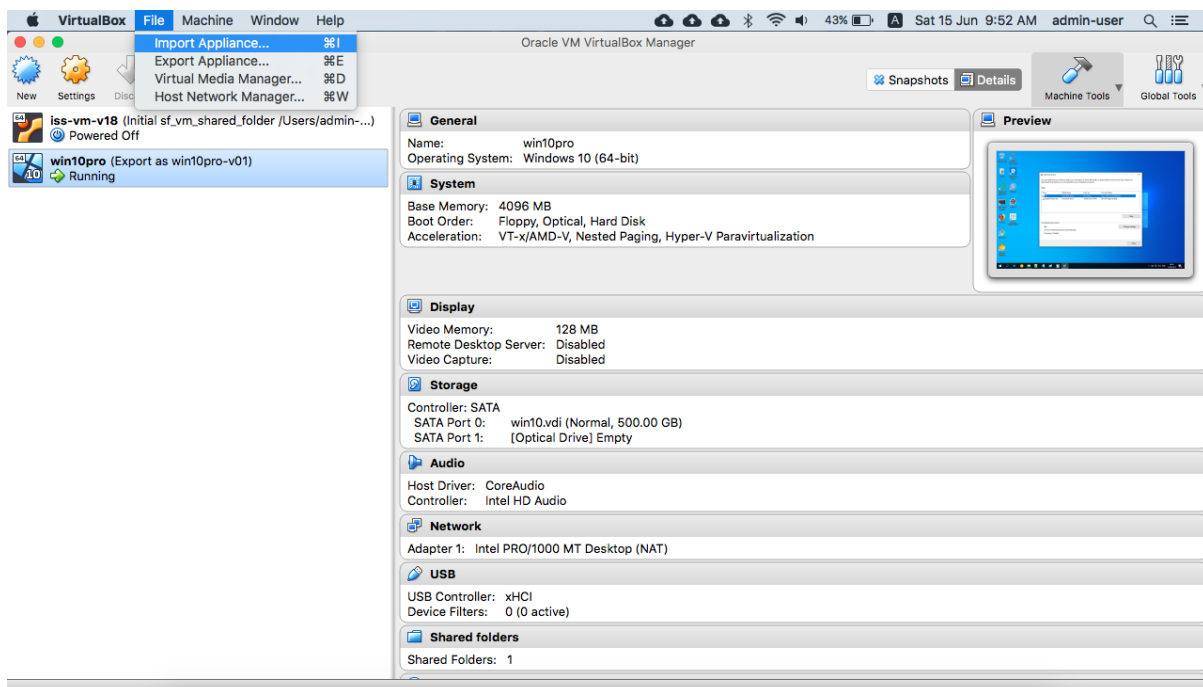 VirtualBox File Machine Window Help 43% A Sat 15 Jun 9:52 AM admin-user
Oracle VM VirtualBox Manager
Import Appliance... ⌘I
Export Appliance... ⌘E
Virtual Media Manager... ⌘D
Host Network Manager... ⌘W
New Settings Disc
Snapshots Details Machine Tools Global Tools
64 iss-vm-v18 (Initial sf_vm_shared_folder /Users/admin-...)
Powered Off
64 10 win10pro (Export as win10pro-v01)
Running
General
Name: win10pro
Operating System: Windows 10 (64-bit)
System
Base Memory: 4096 MB
Boot Order: Floppy, Optical, Hard Disk
Acceleration: VT-x/AMD-V, Nested Paging, Hyper-V Paravirtualization
Preview
Display
Video Memory: 128 MB
Remote Desktop Server: Disabled
Video Capture: Disabled
Storage
Controller: SATA
SATA Port 0: win10.vdi (Normal, 500.00 GB)
SATA Port 1: [Optical Drive] Empty
Audio
Host Driver: CoreAudio
Controller: Intel HD Audio
Network
Adapter 1: Intel PRO/1000 MT Desktop (NAT)
USB
USB Controller: xHCI
Device Filters: 0 (0 active)
Shared folders
Shared Folders: 1